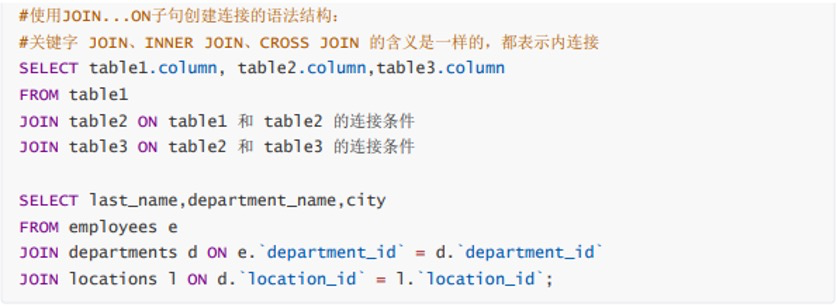 #使用JOIN...ON子句创建连接的语法结构：
#关键字 JOIN、INNER JOIN、CROSS JOIN 的含义是一样的，都表示内连接
SELECT table1.column, table2.column,table3.column
FROM table1
JOIN table2 ON table1 和 table2 的连接条件
JOIN table3 ON table2 和 table3 的连接条件
SELECT last_name,department_name,city
FROM employees e
JOIN departments d ON e.`department_id` = d.`department_id`
JOIN locations l ON d.`location_id` = l.`location_id`;